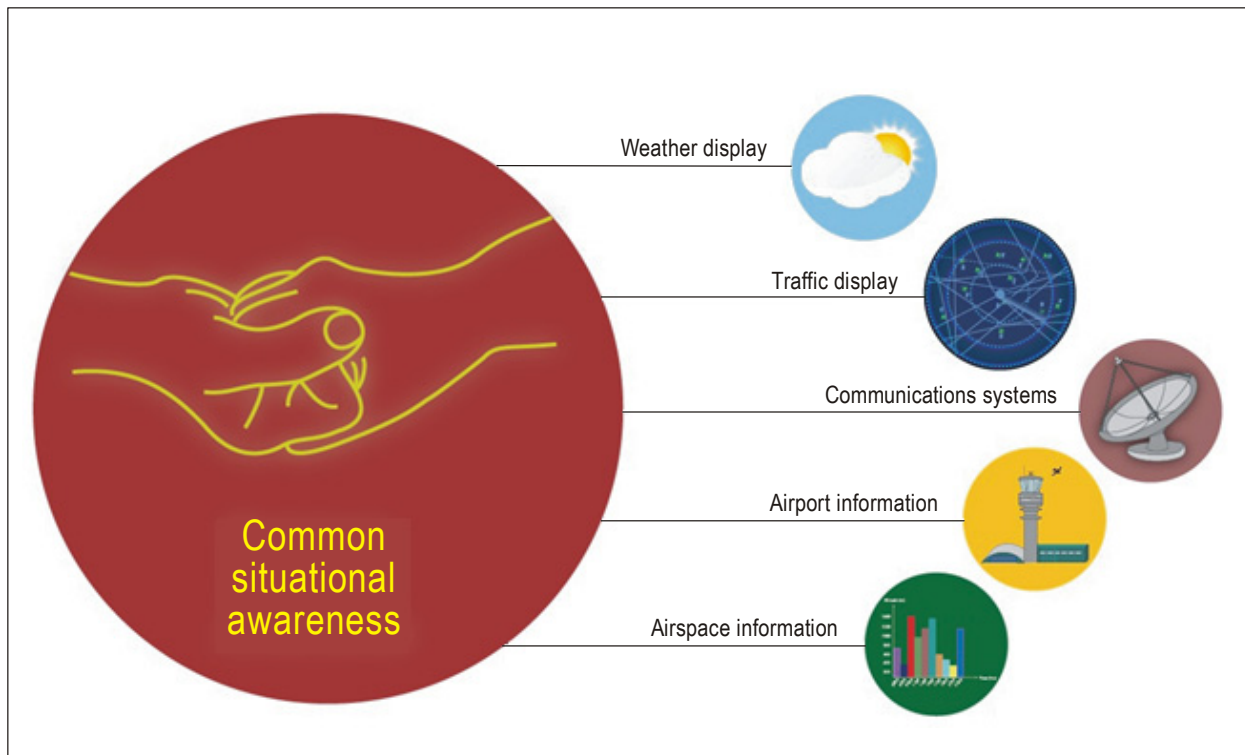 Weather display
Traffic display
Communications systems
Airport information
Airspace information
Common
situational
awareness